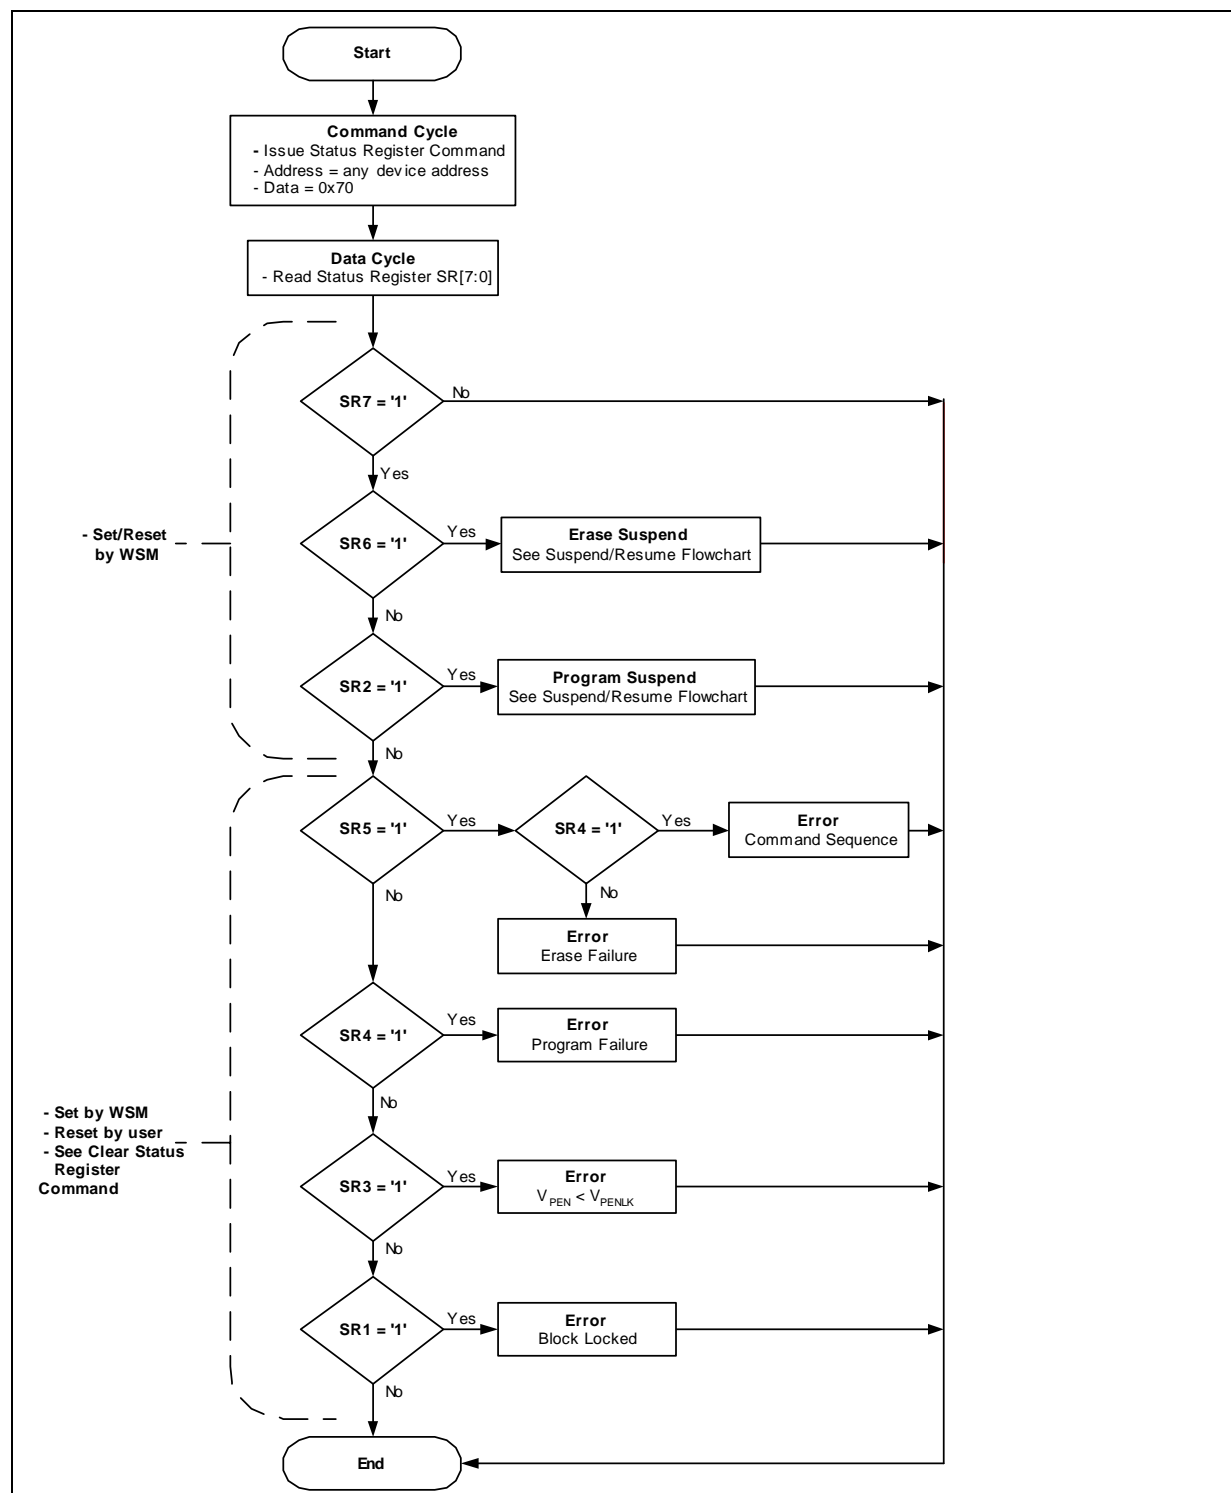 Start
Command Cycle
- Issue Status Register Command
- Address = any device address
- Data = 0x70
Data Cycle
- Read Status Register SR[7:0]
SR7 = '1'
No
Yes
- Set/Reset
by WSM
SR6 = '1'
Yes
Erase Suspend
See Suspend/Resume Flowchart
No
SR2 = '1'
Yes
Program Suspend
See Suspend/Resume Flowchart
No
SR5 = '1'
Yes
SR4 = '1'
Yes
Error
Command Sequence
No
No
Error
Erase Failure
SR4 = '1'
Yes
Error
Program Failure
No
- Set by WSM
- Reset by user
- See Clear Status
Register
Command
SR3 = '1'
Yes
Error
VPEN < VPENLK
No
SR1 = '1'
Yes
Error
Block Locked
No
End